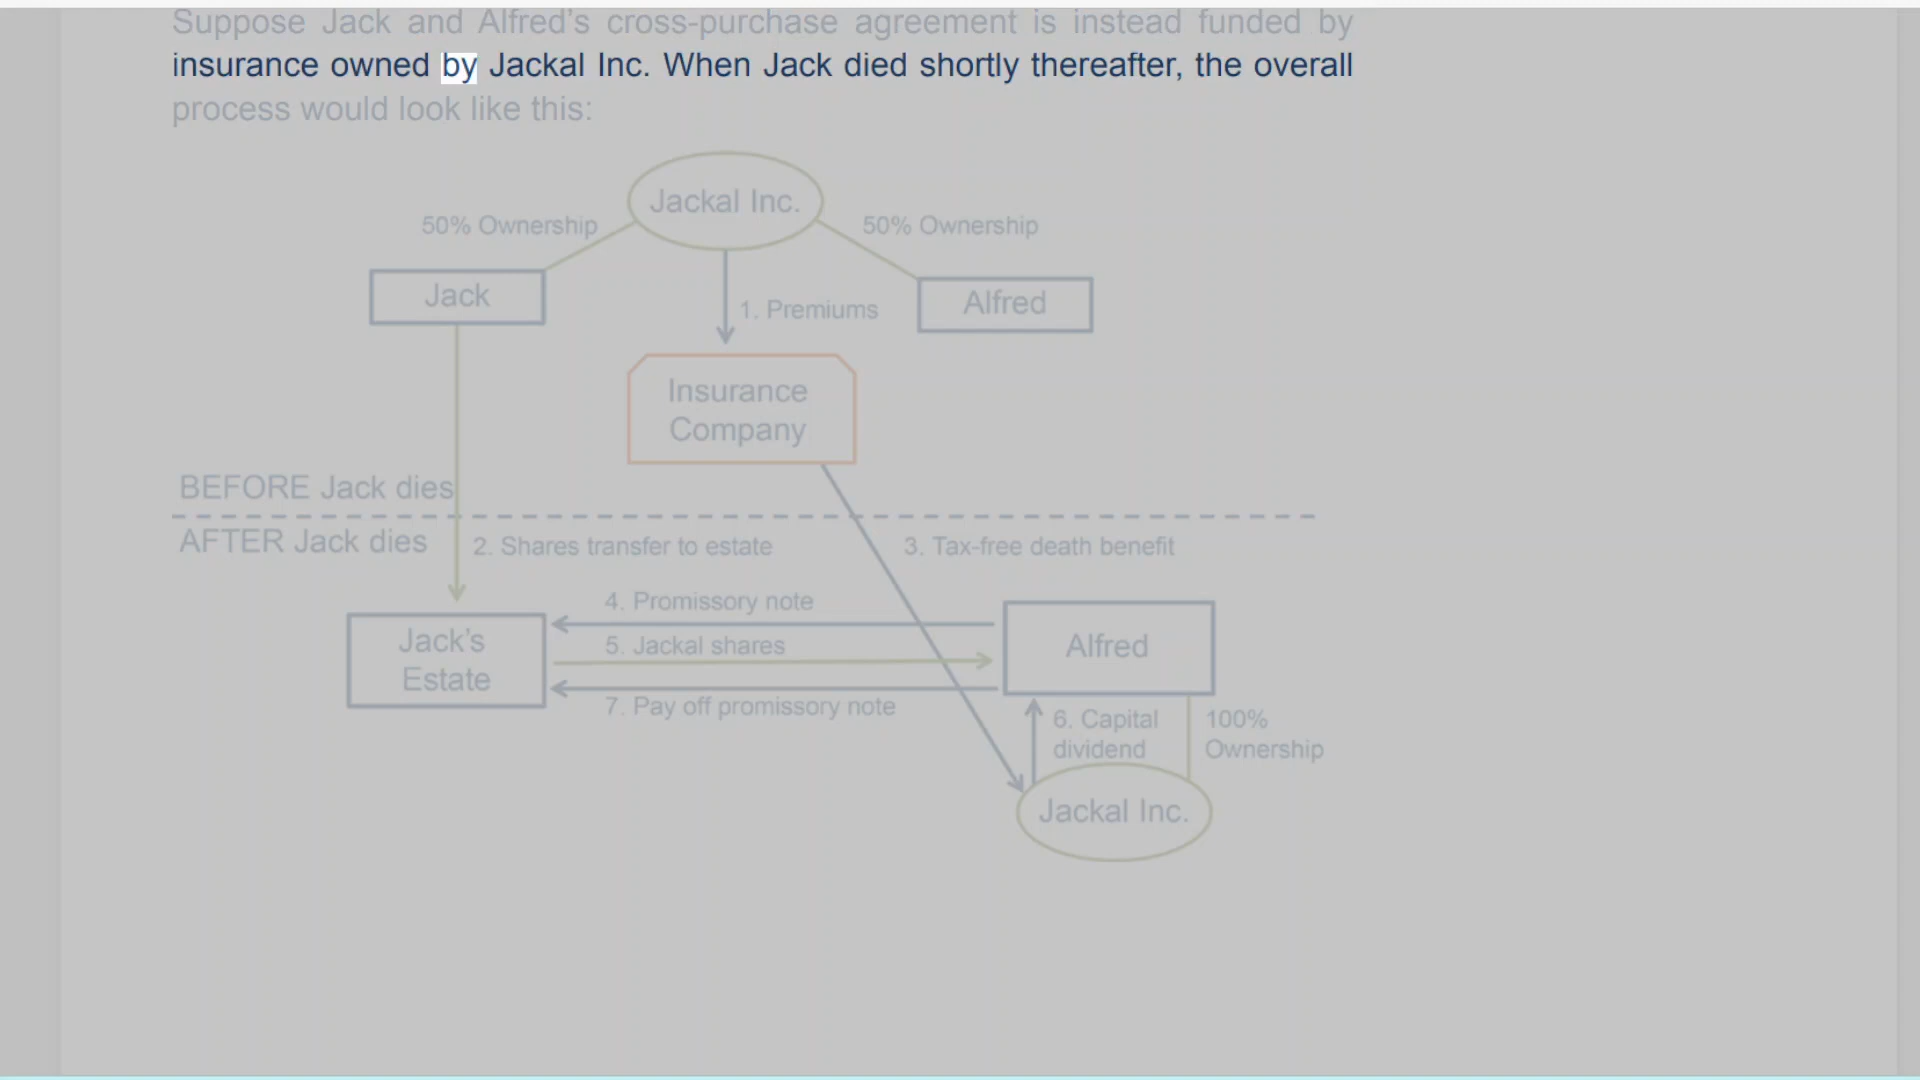 Suppose Jack and Alfred’s cross-purchase agreement is instead funded by
insurance owned by Jackal Inc. When Jack died shortly thereafter, the overall
process would look like this:
Jackal Inc.
50% Ownership
50% Ownership
Jack
1. Premiums
Alfred
Insurance
Company
BEFORE Jack dies
AFTER Jack dies
2. Shares transfer to estate
3. Tax-free death benefit
4. Promissory note
Jack’s
Estate
5. Jackal shares
Alfred
7. Pay off promissory note
6. Capital
dividend
100%
Ownership
Jackal Inc.